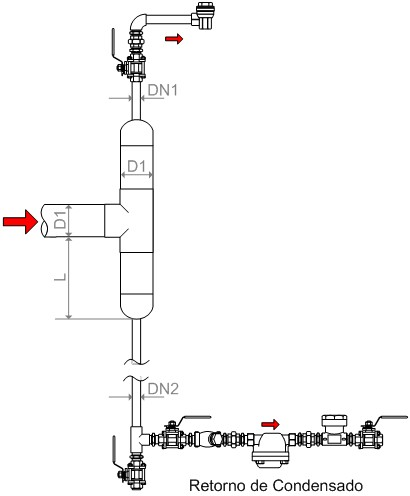 DN1
D1
D1
L
DN2
Retorno de Condensado